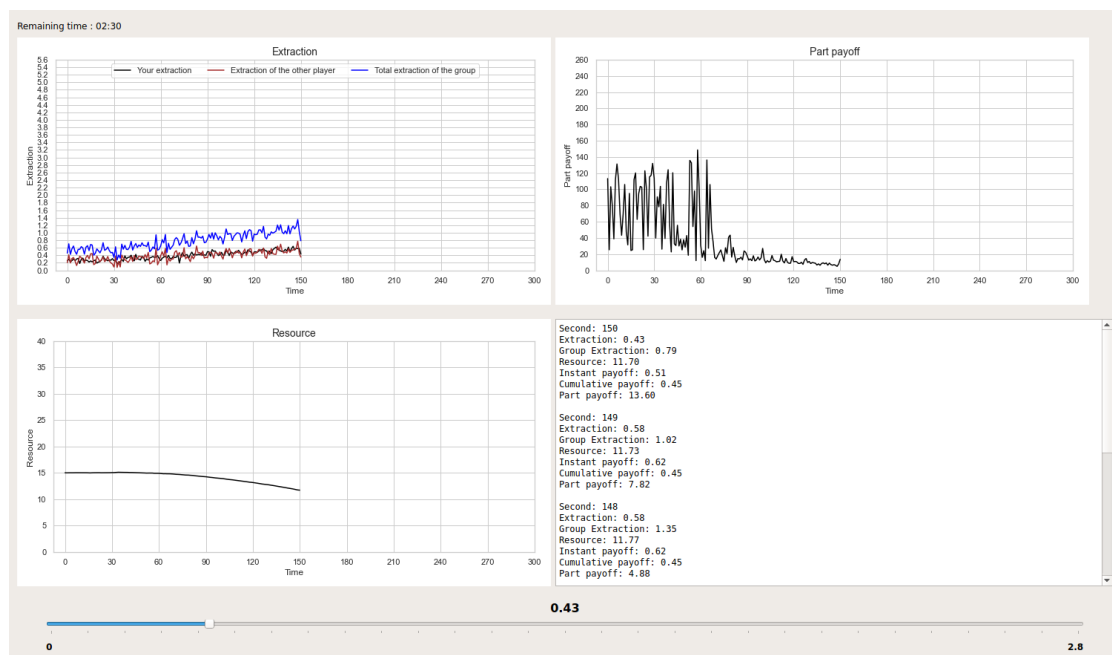 Remaining time : 02:30
Extraction
Your extraction
Extraction of the other player
Total extraction of the group
5.6
5.4
5.2
5.0
4.8
4.6
4.4
4.2
4.0
3.8
3.6
3.4
3.2
3.0
2.8
2.6
2.4
2.2
2.0
1.8
1.6
1.4
1.2
1.0
0.8
0.6
0.4
0.2
0.0
Extraction
0 30 60 90 120 150 180 210 240 270 300
Time
Part payoff
260
240
220
200
180
160
140
120
100
80
60
40
20
0
Part payoff
0 30 60 90 120 150 180 210 240 270 300
Time
Resource
40
35
30
25
20
15
10
5
0
Resource
0 30 60 90 120 150 180 210 240 270 300
Time
Second: 150
Extraction: 0.43
Group Extraction: 0.79
Resource: 11.70
Instant payoff: 0.51
Cumulative payoff: 0.45
Part payoff: 13.60
Second: 149
Extraction: 0.58
Group Extraction: 1.02
Resource: 11.73
Instant payoff: 0.62
Cumulative payoff: 0.45
Part payoff: 7.82
Second: 148
Extraction: 0.58
Group Extraction: 1.35
Resource: 11.77
Instant payoff: 0.62
Cumulative payoff: 0.45
Part payoff: 4.88
0.43
0 2.8